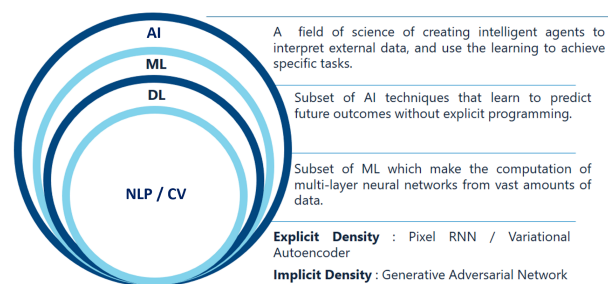 AI
ML
DL
NLP / CV
A field of science of creating intelligent agents to
interpret external data, and use the learning to achieve
specific tasks.
Subset of AI techniques that learn to predict
future outcomes without explicit programming.
Subset of ML which make the computation of
multi-layer neural networks from vast amounts of
data.
Explicit Density : Pixel RNN / Variational
Autoencoder
Implicit Density : Generative Adversarial Network